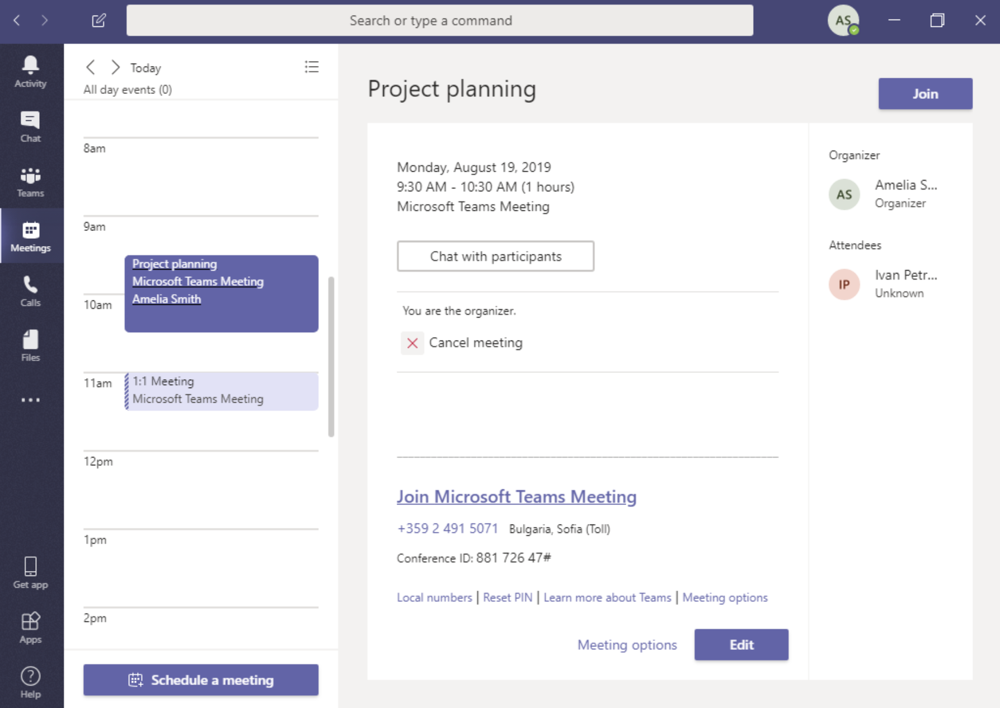 Search or type a command
AS
Activity
Chat
Teams
Meetings
Calls
Files
Get app
Apps
Help
Today
All day events (0)
8am
9am
Project planning
Microsoft Teams Meeting
Amelia Smith
10am
11am
1:1 Meeting
Microsoft Teams Meeting
12pm
1pm
2pm
Schedule a meeting
Project planning
Join
Monday, August 19, 2019
9:30 AM - 10:30 AM (1 hours)
Microsoft Teams Meeting
Chat with participants
You are the organizer.
Cancel meeting
Join Microsoft Teams Meeting
+359 2 491 5071 Bulgaria, Sofia (Toll)
Conference ID: 881 726 47#
Local numbers | Reset PIN | Learn more about Teams | Meeting options
Meeting options
Edit
Organizer
AS
Amelia S...
Organizer
Attendees
IP
Ivan Petr...
Unknown